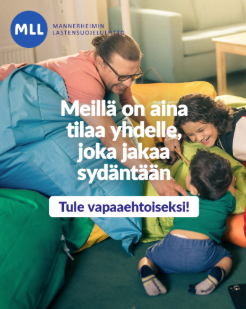 MLL
MANNERHEIMIN
LASTENSUOJELULIITTO
Meillä on aina
tilaa yhdelle,
joka jakaa
sydäntään
Tule vapaaehtoiseksi!